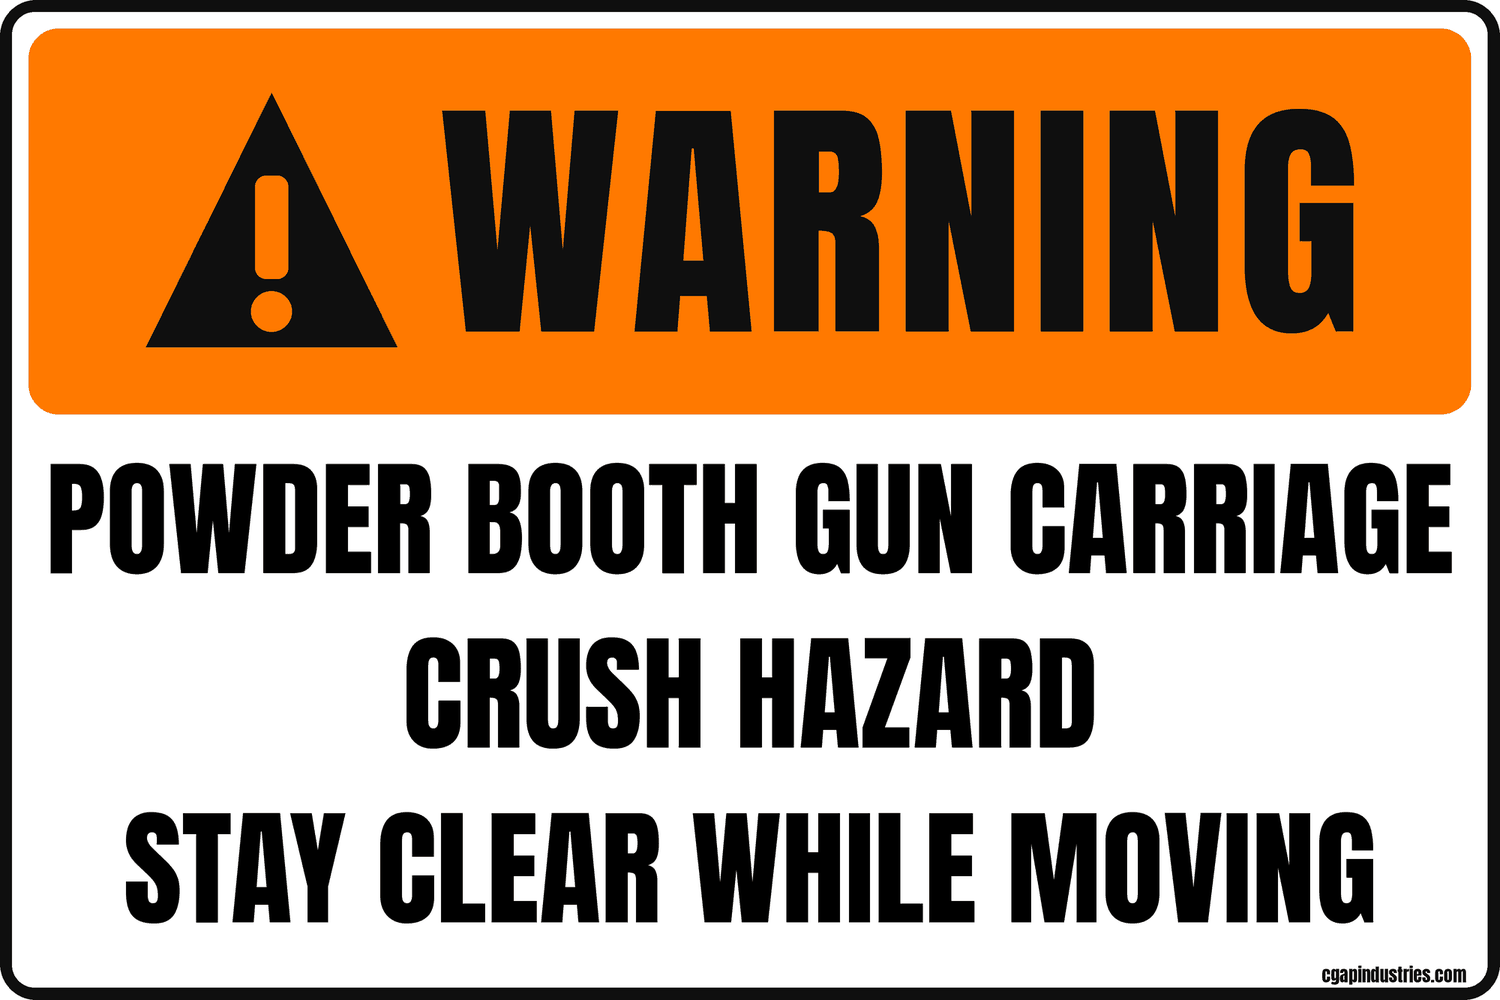 WARNING
POWDER BOOTH GUN CARRIAGE
CRUSH HAZARD
STAY CLEAR WHILE MOVING
cgapindustries.com